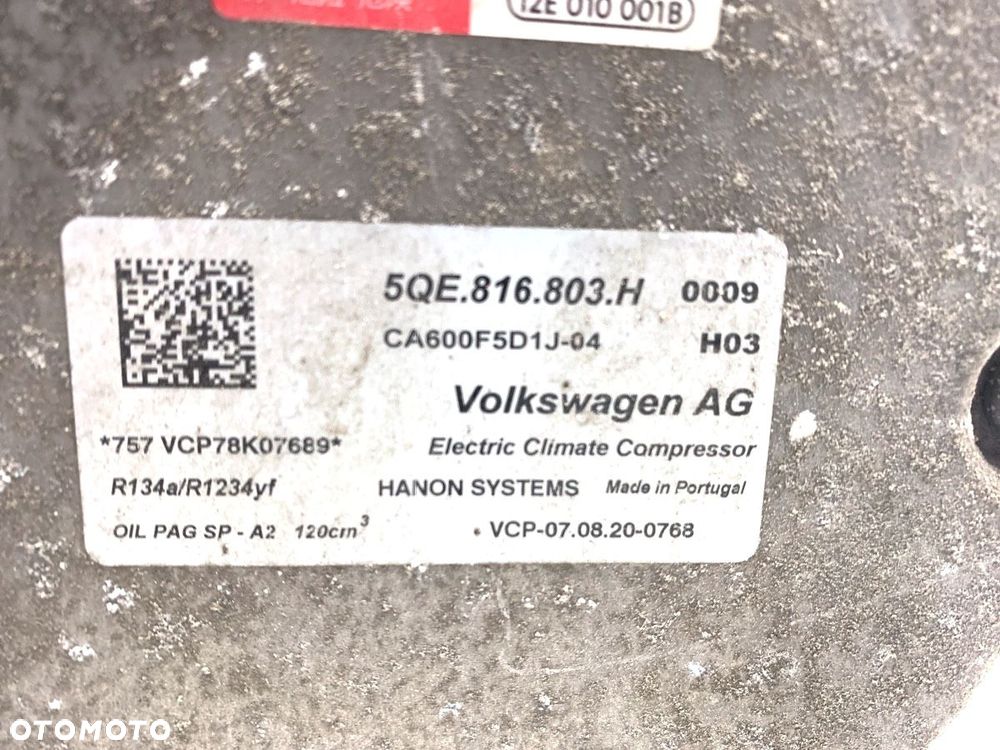 12E 010 001B
5QE.816.803.H 0009
CA600F5D1J-04 H03
Volkswagen AG
*757 VCP78K07689* Electric Climate Compressor
R134a/R1234yf HANON SYSTEMS Made in Portugal
OIL PAG SP - A2 120cm³ VCP-07.08.20-0768
OTOMOTO